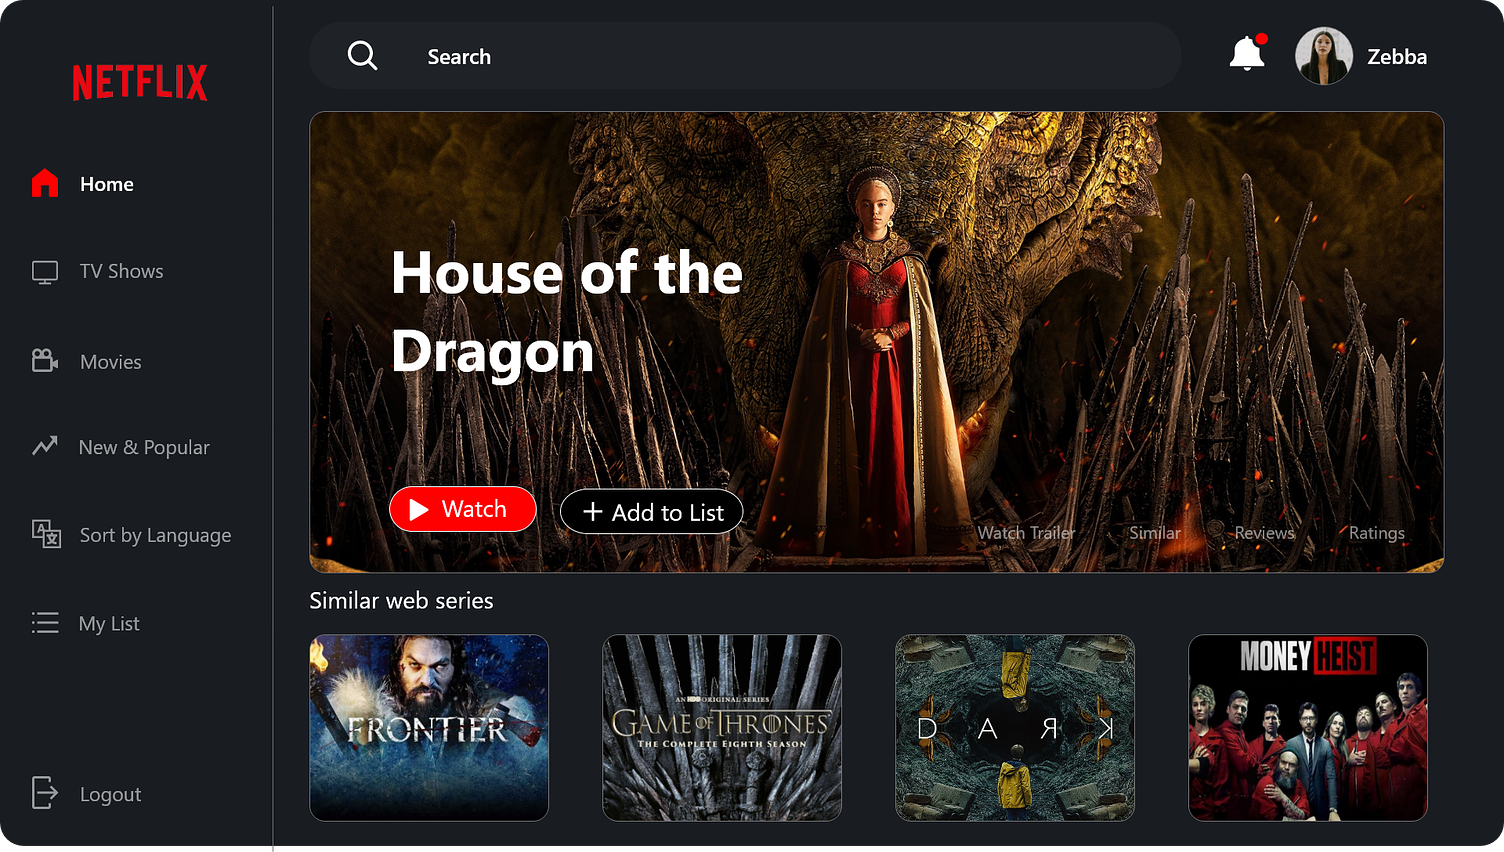 NETFLIX
Home
TV Shows
Movies
New & Popular
Sort by Language
My List
Logout
Search
Zebba
House of the
Dragon
Watch
Add to List
Watch Trailer
Similar
Reviews
Ratings
Similar web series
FRONTIER
AN HBO ORIGINAL SERIES
GAME OF THRONES
THE COMPLETE EIGHTH SEASON
DARK
MONEY HEIST